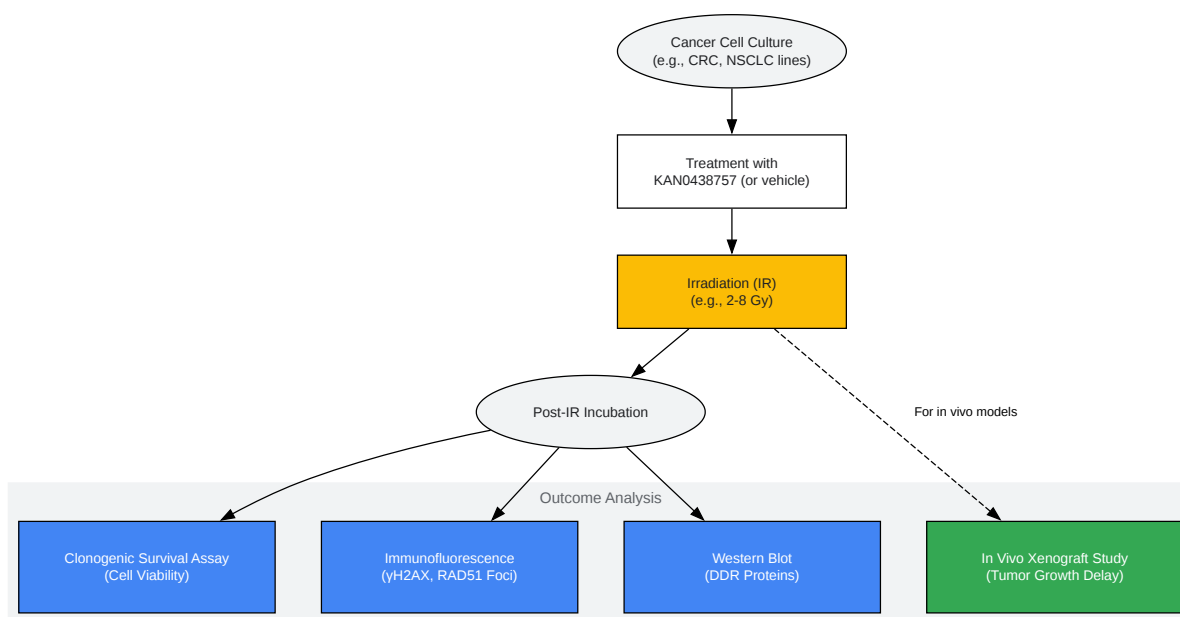 Cancer Cell Culture
(e.g., CRC, NSCLC lines)
Treatment with
KAN0438757 (or vehicle)
Irradiation (IR)
(e.g., 2-8 Gy)
Post-IR Incubation
For in vivo models
Outcome Analysis
Clonogenic Survival Assay
(Cell Viability)
Immunofluorescence
(γH2AX, RAD51 Foci)
Western Blot
(DDR Proteins)
In Vivo Xenograft Study
(Tumor Growth Delay)